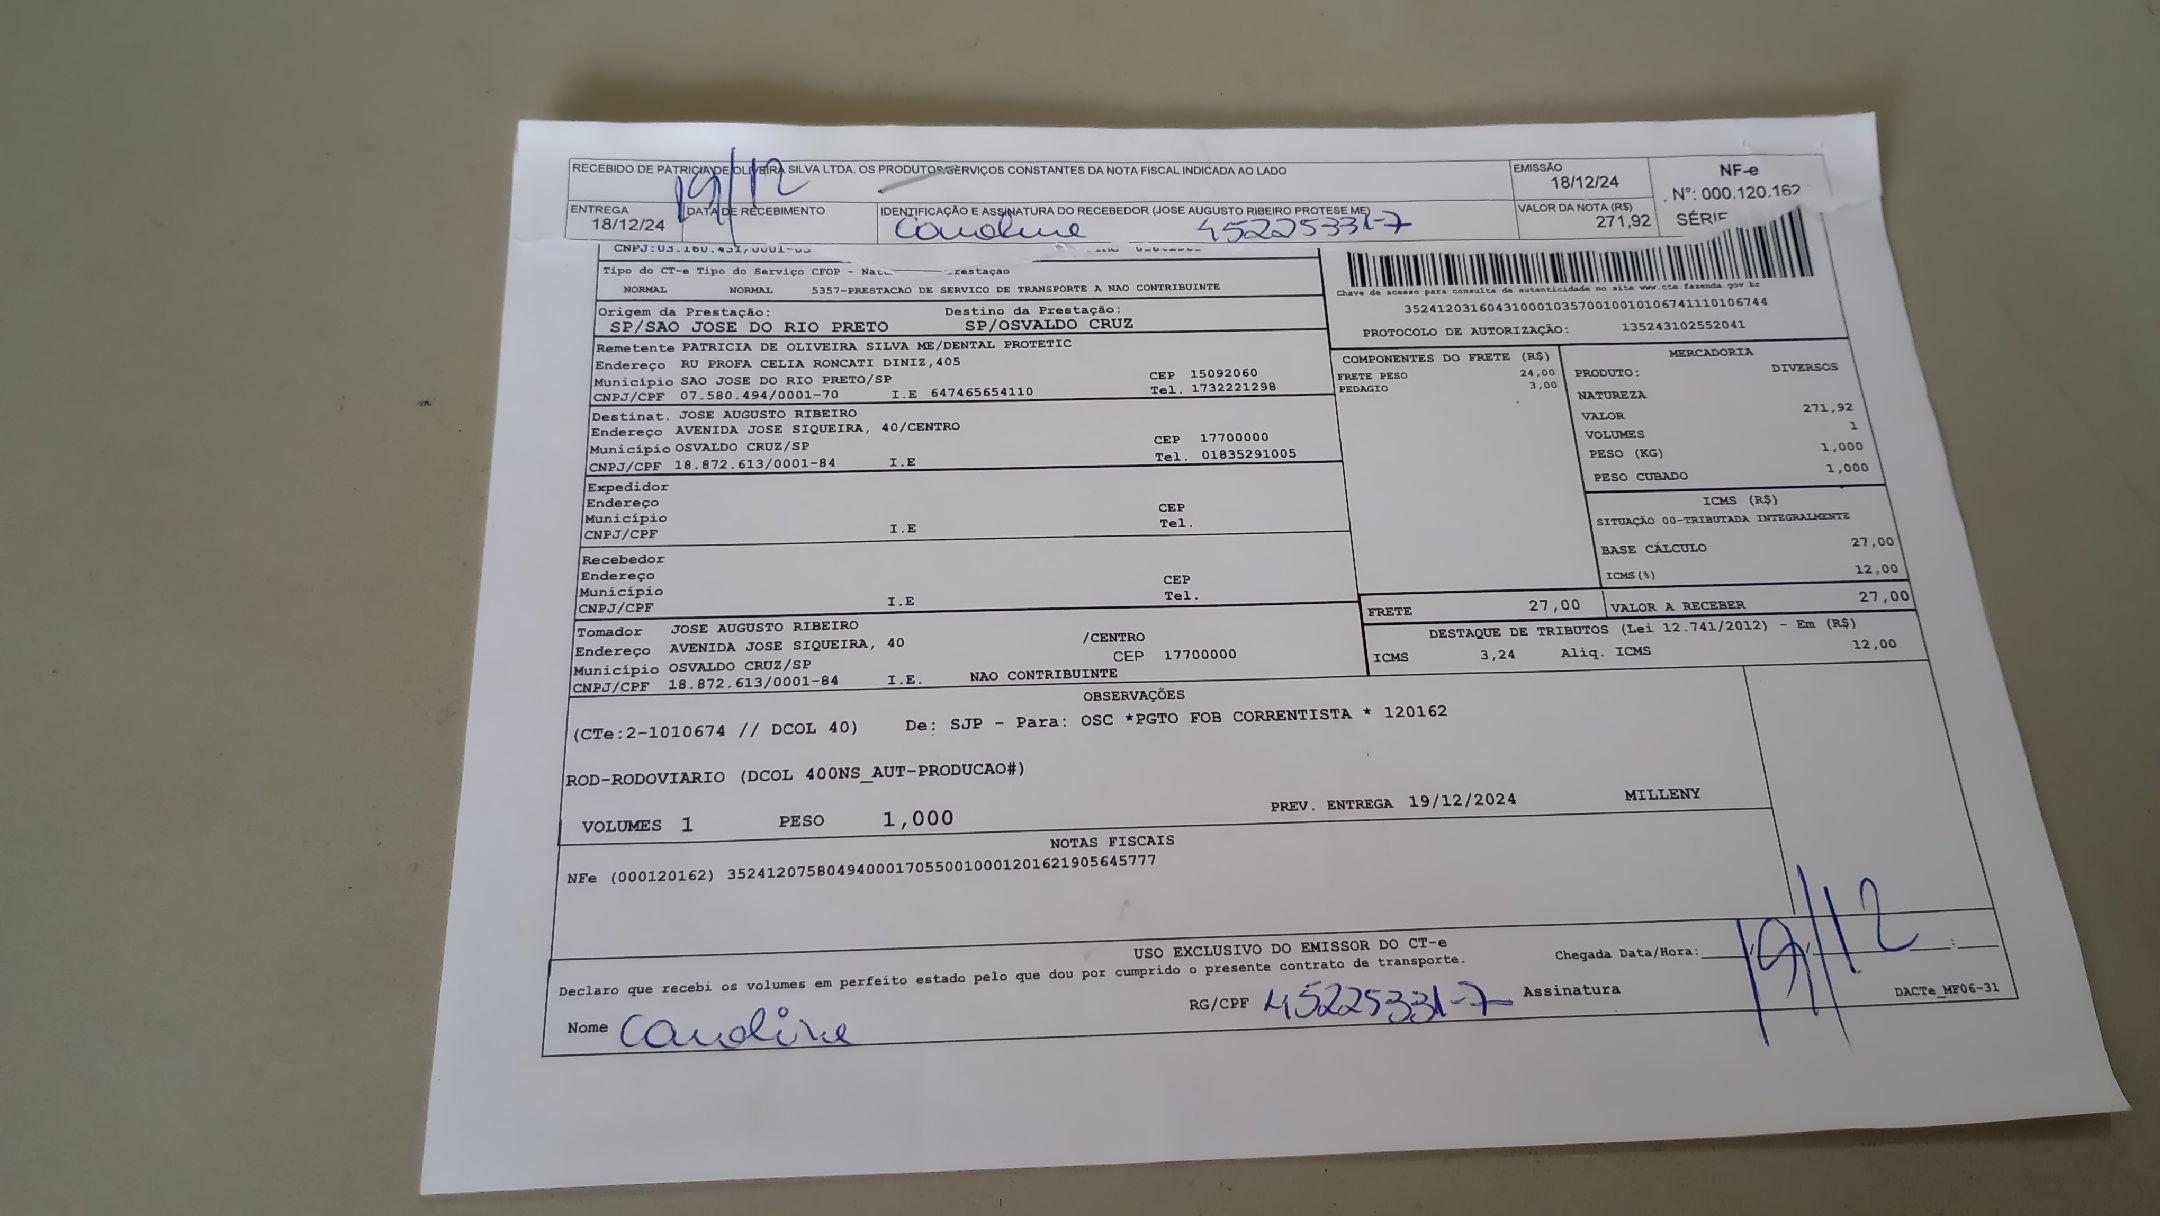 RECEBIDO DE PATRICIA DE OLIVEIRA SILVA LTDA. OS PRODUTOS/SERVIÇOS CONSTANTES DA NOTA FISCAL INDICADA AO LADO
19/12
EMISSÃO
18/12/24
NF-e
Nº: 000.120.162
ENTREGA
18/12/24
DATA DE RECEBIMENTO
IDENTIFICAÇÃO E ASSINATURA DO RECEBEDOR (JOSE AUGUSTO RIBEIRO PROTESE ME)
Caroline 45225331-7
VALOR DA NOTA (R$)
271,92
SÉRIE
Tipo do CT-e Tipo do Serviço CFOP - restação
NORMAL NORMAL 5357-PRESTACAO DE SERVICO DE TRANSPORTE A NAO CONTRIBUINTE
Chave de acesso para consulta de autenticidade no site www.cte.fazenda.gov.br
35241203160431000103570010010106741110106744
PROTOCOLO DE AUTORIZAÇÃO: 135243102552041
Origem da Prestação: Destino da Prestação:
SP/SAO JOSE DO RIO PRETO SP/OSVALDO CRUZ
Remetente PATRICIA DE OLIVEIRA SILVA ME/DENTAL PROTETIC
Endereço RU PROFA CELIA RONCATI DINIZ,405
Município SAO JOSE DO RIO PRETO/SP CEP 15092060
CNPJ/CPF 07.580.494/0001-70 I.E 647465654110 Tel. 1732221298
Destinat. JOSE AUGUSTO RIBEIRO
Endereço AVENIDA JOSE SIQUEIRA, 40/CENTRO
Município OSVALDO CRUZ/SP CEP 17700000
CNPJ/CPF 18.872.613/0001-84 I.E Tel. 01835291005
Expedidor
Endereço
Município CEP
CNPJ/CPF I.E Tel.
Recebedor
Endereço
Município CEP
CNPJ/CPF I.E Tel.
Tomador JOSE AUGUSTO RIBEIRO
Endereço AVENIDA JOSE SIQUEIRA, 40 /CENTRO
Município OSVALDO CRUZ/SP CEP 17700000
CNPJ/CPF 18.872.613/0001-84 I.E. NAO CONTRIBUINTE
COMPONENTES DO FRETE (R$)
FRETE PESO 24,00
PEDAGIO 3,00
MERCADORIA
PRODUTO: DIVERSOS
NATUREZA
VALOR 271,92
VOLUMES 1
PESO (KG) 1,000
PESO CUBADO 1,000
ICMS (R$)
SITUAÇÃO 00-TRIBUTADA INTEGRALMENTE
BASE CÁLCULO 27,00
ICMS(%) 12,00
FRETE 27,00 VALOR A RECEBER 27,00
DESTAQUE DE TRIBUTOS (Lei 12.741/2012) - Em (R$)
ICMS 3,24 Aliq. ICMS 12,00
OBSERVAÇÕES
(CTe:2-1010674 // DCOL 40) De: SJP - Para: OSC *PGTO FOB CORRENTISTA * 120162
ROD-RODOVIARIO (DCOL 400NS_AUT-PRODUCAO#)
VOLUMES 1 PESO 1,000 PREV. ENTREGA 19/12/2024 MILLENY
NOTAS FISCAIS
NFe (000120162) 35241207580494000170550010001201621905645777
USO EXCLUSIVO DO EMISSOR DO CT-e
Declaro que recebi os volumes em perfeito estado pelo que dou por cumprido o presente contrato de transporte.
Chegada Data/Hora: 19/12 :
Nome Caroline RG/CPF 45225331-7 Assinatura
DACTe_MF06-31